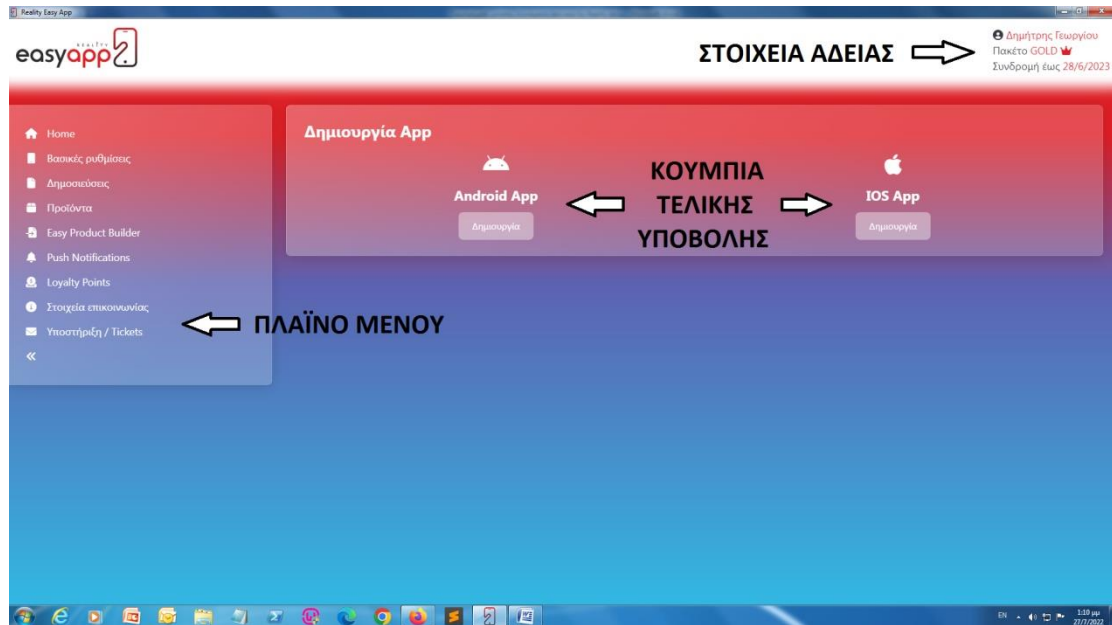 Reality Easy App
REALITY
easyapp
ΣΤΟΙΧΕΙΑ ΑΔΕΙΑΣ
Δημήτρης Γεωργίου
Πακέτο GOLD
Συνδρομή έως 28/6/2023
Home
Βασικές ρυθμίσεις
Δημοσιεύσεις
Προϊόντα
Easy Product Builder
Push Notifications
Loyalty Points
Στοιχεία επικοινωνίας
Υποστήριξη / Tickets
ΠΛΑΪΝΟ ΜΕΝΟΥ
Δημιουργία App
Android App
Δημιουργία
ΚΟΥΜΠΙΑ
ΤΕΛΙΚΗΣ
ΥΠΟΒΟΛΗΣ
IOS App
Δημιουργία
EN
1:10 μμ
27/7/2022